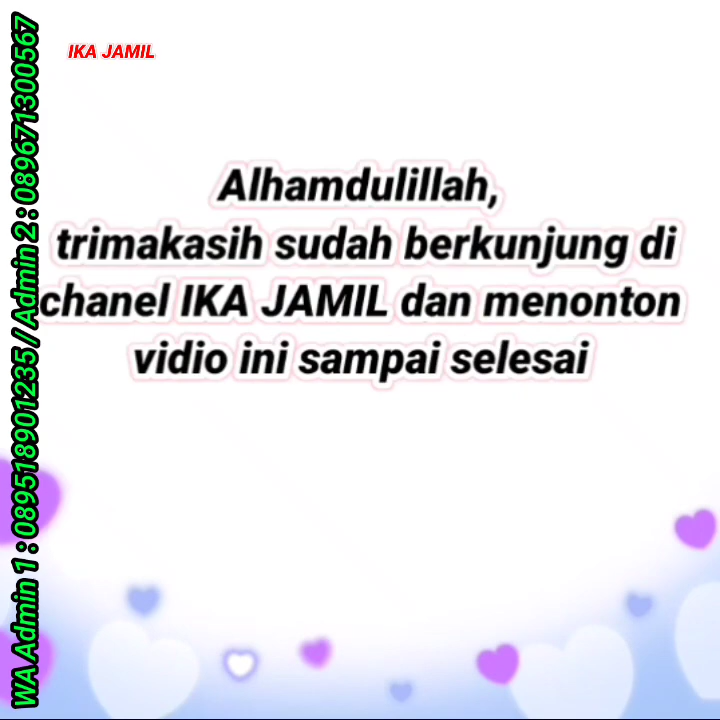 IKA JAMIL
Alhamdulillah,
trimakasih sudah berkunjung di
chanel IKA JAMIL dan menonton
vidio ini sampai selesai
WA Admin 1 : 089518901235 / Admin 2 : 089671300567